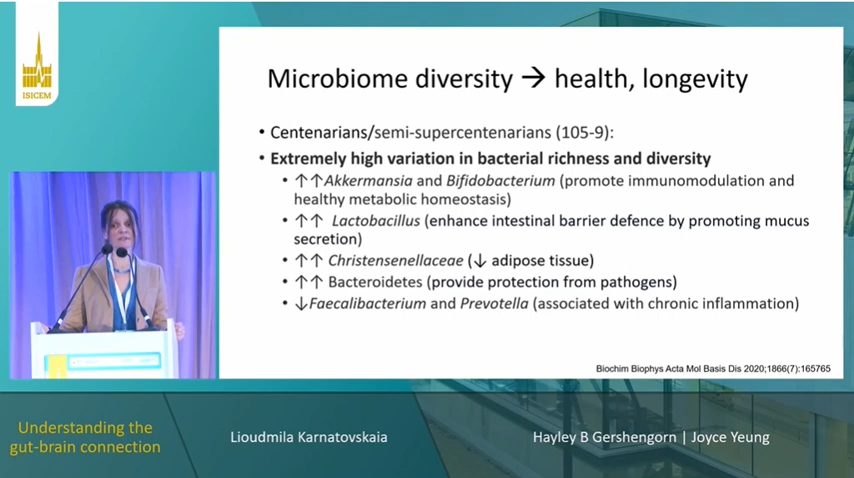 ISICEM
Microbiome diversity → health, longevity
• Centenarians/semi-supercentenarians (105-9):
• Extremely high variation in bacterial richness and diversity
• ↑↑Akkermansia and Bifidobacterium (promote immunomodulation and
healthy metabolic homeostasis)
• ↑↑ Lactobacillus (enhance intestinal barrier defence by promoting mucus
secretion)
• ↑↑ Christensenellaceae (↓ adipose tissue)
• ↑↑ Bacteroidetes (provide protection from pathogens)
• ↓Faecalibacterium and Prevotella (associated with chronic inflammation)
Biochim Biophys Acta Mol Basis Dis 2020;1866(7):165765
Understanding the
gut-brain connection
Lioudmila Karnatovskaia
Hayley B Gershengorn | Joyce Yeung